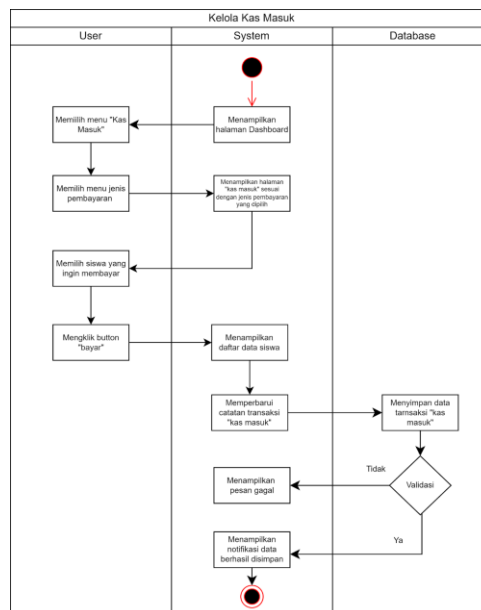 Kelola Kas Masuk
User
System
Database
Menampilkan
halaman Dashboard
Memilih menu "Kas
Masuk"
Memilih menu jenis
pembayaran
Menampilkan halaman
"kas masuk" sesuai
dengan jenis pembayaran
yang dipilih
Memilih siswa yang
ingin membayar
Mengklik button
"bayar"
Menampilkan
daftar data siswa
Memperbarui
catatan transaksi
"kas masuk"
Menyimpan data
tarnsaksi "kas
masuk"
Validasi
Tidak
Menampilkan
pesan gagal
Ya
Menampilkan
notifikasi data
berhasil disimpan